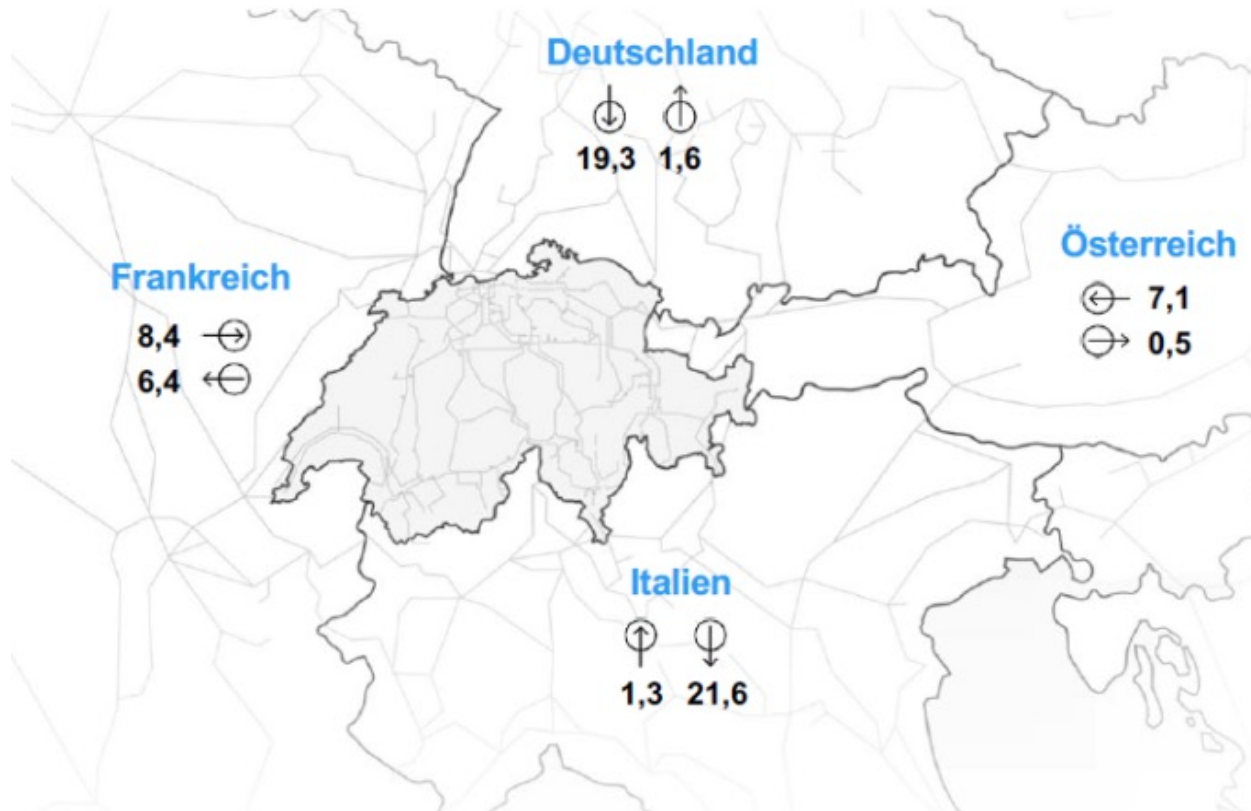 Deutschland
19,3 1,6
Österreich
7,1
0,5
Frankreich
8,4
6,4
Italien
1,3 21,6